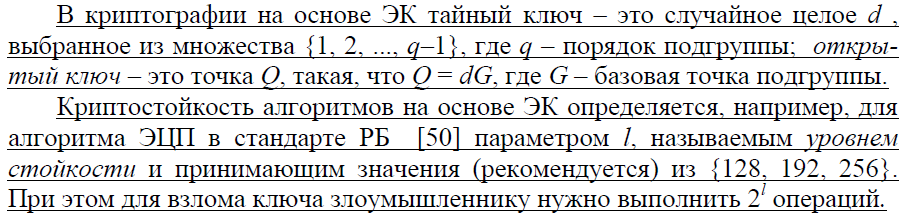 В криптографии на основе ЭК тайный ключ – это случайное целое d ,
выбранное из множества {1, 2, ..., q–1}, где q – порядок подгруппы; откры-
тый ключ – это точка Q, такая, что Q = dG, где G – базовая точка подгруппы.
Криптостойкость алгоритмов на основе ЭК определяется, например, для
алгоритма ЭЦП в стандарте РБ [50] параметром l, называемым уровнем
стойкости и принимающим значения (рекомендуется) из {128, 192, 256}.
При этом для взлома ключа злоумышленнику нужно выполнить 2^l операций.